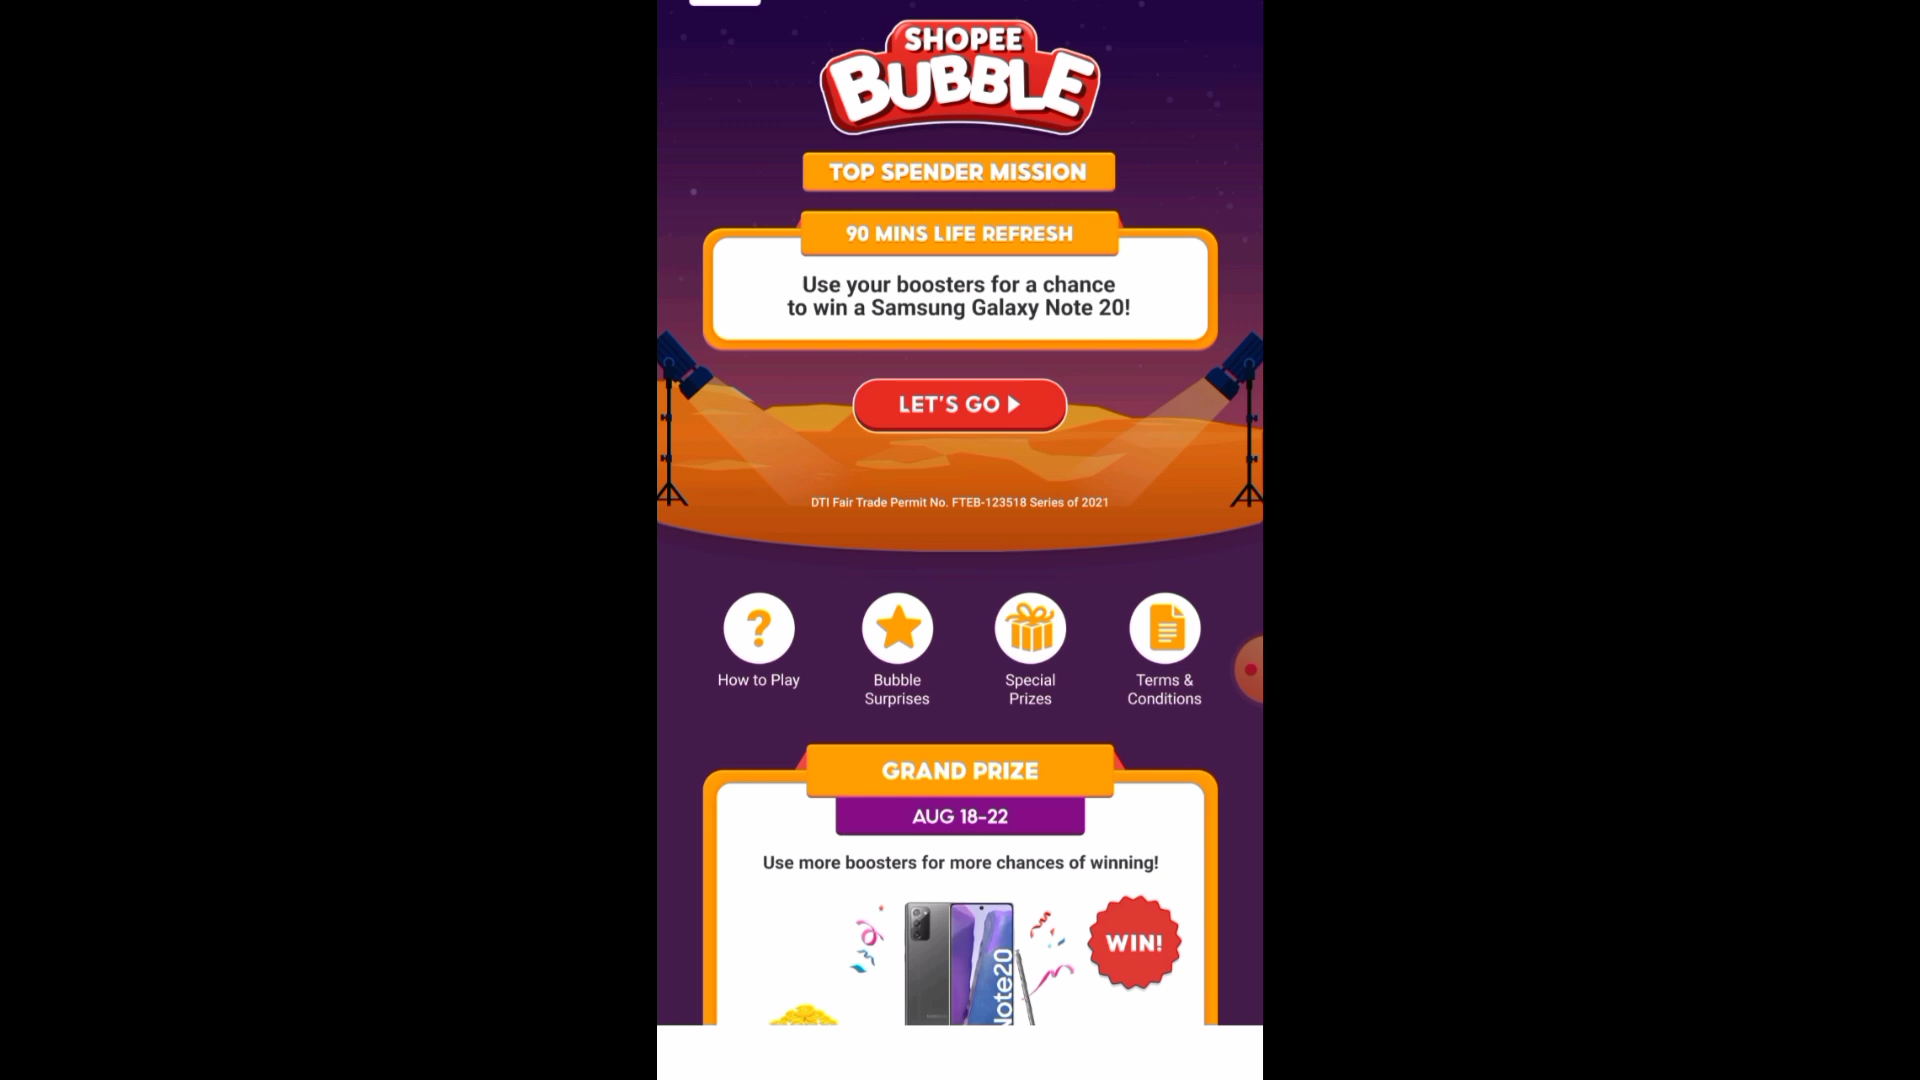 SHOPEE
BUBBLE
TOP SPENDER MISSION
90 MINS LIFE REFRESH
Use your boosters for a chance
to win a Samsung Galaxy Note 20!
LET'S GO
DTI Fair Trade Permit No. FTEB-123518 Series of 2021
How to Play
Bubble
Surprises
Special
Prizes
Terms &
Conditions
GRAND PRIZE
AUG 18-22
Use more boosters for more chances of winning!
Note20
WIN!